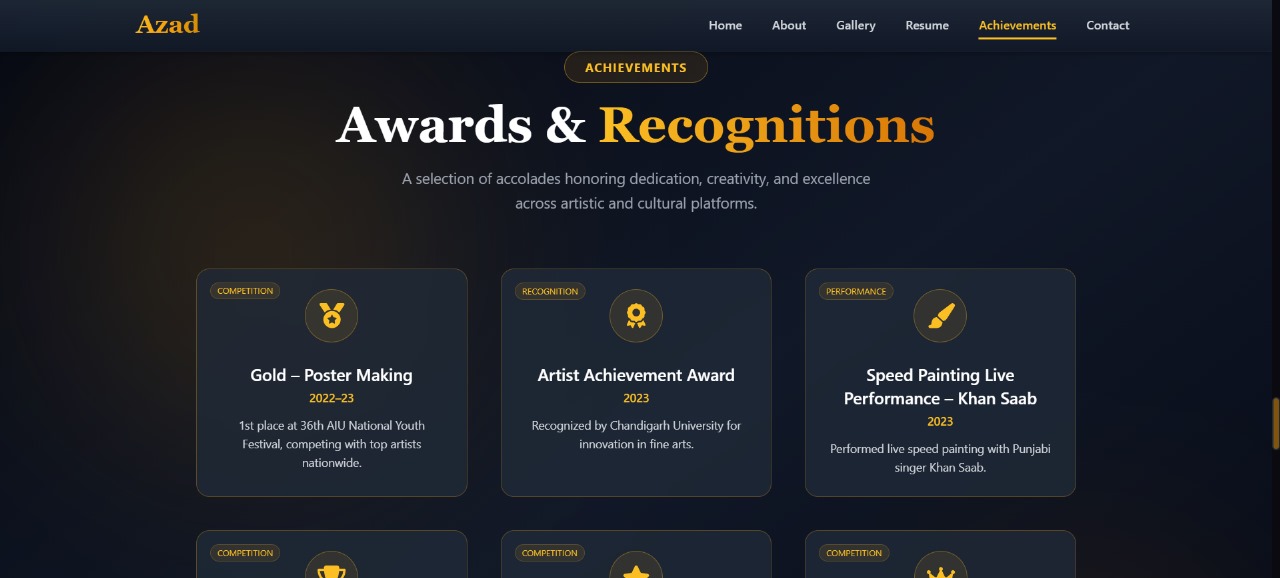 Azad
Home About Gallery Resume Achievements Contact
ACHIEVEMENTS
Awards & Recognitions
A selection of accolades honoring dedication, creativity, and excellence
across artistic and cultural platforms.
COMPETITION
Gold – Poster Making
2022–23
1st place at 36th AIU National Youth
Festival, competing with top artists
nationwide.
RECOGNITION
Artist Achievement Award
2023
Recognized by Chandigarh University for
innovation in fine arts.
PERFORMANCE
Speed Painting Live
Performance – Khan Saab
2023
Performed live speed painting with Punjabi
singer Khan Saab.
COMPETITION
COMPETITION
COMPETITION